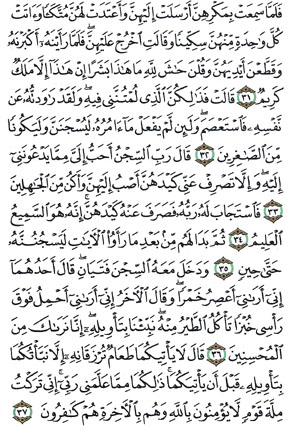 فَلَمَّا سَمِعَتْ بِمَكْرِهِنَّ أَرْسَلَتْ إِلَيْهِنَّ وَأَعْتَدَتْ لَهُنَّ مُتَّكَـًٔا وَءَاتَتْ
كُلَّ وَٰحِدَةٍ مِّنْهُنَّ سِكِّينًا وَقَالَتِ ٱخْرُجْ عَلَيْهِنَّ ۖ فَلَمَّا رَأَيْنَهُۥٓ أَكْبَرْنَهُۥ
وَقَطَّعْنَ أَيْدِيَهُنَّ وَقُلْنَ حَٰشَ لِلَّهِ مَا هَٰذَا بَشَرًا إِنْ هَٰذَآ إِلَّا مَلَكٌ
كَرِيمٌ ٣١ قَالَتْ فَذَٰلِكُنَّ ٱلَّذِى لُمْتُنَّنِى فِيهِ ۖ وَلَقَدْ رَٰوَدتُّهُۥ عَن
نَّفْسِهِۦ فَٱسْتَعْصَمَ ۖ وَلَئِن لَّمْ يَفْعَلْ مَآ ءَامُرُهُۥ لَيُسْجَنَنَّ وَلَيَكُونًا
مِّنَ ٱلصَّٰغِرِينَ ٣٢ قَالَ رَبِّ ٱلسِّجْنُ أَحَبُّ إِلَىَّ مِمَّا يَدْعُونَنِىٓ
إِلَيْهِ ۖ وَإِلَّا تَصْرِفْ عَنِّى كَيْدَهُنَّ أَصْبُ إِلَيْهِنَّ وَأَكُن مِّنَ ٱلْجَٰهِلِينَ
٣٣ فَٱسْتَجَابَ لَهُۥ رَبُّهُۥ فَصَرَفَ عَنْهُ كَيْدَهُنَّ ۚ إِنَّهُۥ هُوَ ٱلسَّمِيعُ
ٱلْعَلِيمُ ٣٤ ثُمَّ بَدَا لَهُم مِّنۢ بَعْدِ مَا رَأَوُا۟ ٱلْـَٔايَٰتِ لَيَسْجُنُنَّهُۥ
حَتَّىٰ حِينٍ ٣٥ وَدَخَلَ مَعَهُ ٱلسِّجْنَ فَتَيَانِ ۖ قَالَ أَحَدُهُمَآ
إِنِّىٓ أَرَىٰنِىٓ أَعْصِرُ خَمْرًا ۖ وَقَالَ ٱلْـَٔاخَرُ إِنِّىٓ أَرَىٰنِىٓ أَحْمِلُ فَوْقَ
رَأْسِى خُبْزًا تَأْكُلُ ٱلطَّيْرُ مِنْهُ ۖ نَبِّئْنَا بِتَأْوِيلِهِۦٓ ۖ إِنَّا نَرَىٰكَ مِنَ
ٱلْمُحْسِنِينَ ٣٦ قَالَ لَا يَأْتِيكُمَا طَعَامٌ تُرْزَقَانِهِۦٓ إِلَّا نَبَّأْتُكُمَا
بِتَأْوِيلِهِۦ قَبْلَ أَن يَأْتِيَكُمَا ۚ ذَٰلِكُمَا مِمَّا عَلَّمَنِى رَبِّىٓ ۚ إِنِّى تَرَكْتُ
مِلَّةَ قَوْمٍ لَّا يُؤْمِنُونَ بِٱللَّهِ وَهُم بِٱلْـَٔاخِرَةِ هُمْ كَٰفِرُونَ ٣٧